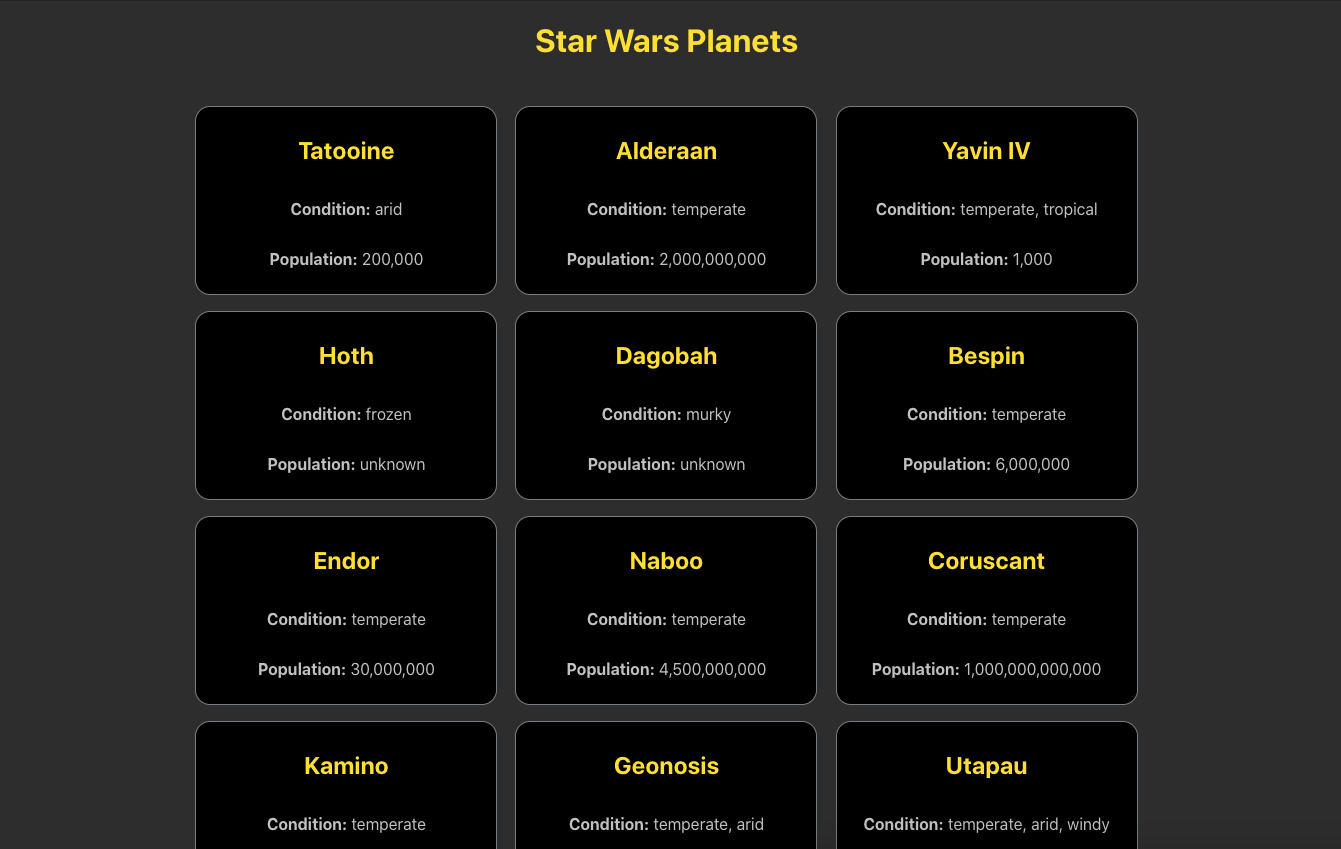 Star Wars Planets
Tatooine
Condition: arid
Population: 200,000
Alderaan
Condition: temperate
Population: 2,000,000,000
Yavin IV
Condition: temperate, tropical
Population: 1,000
Hoth
Condition: frozen
Population: unknown
Dagobah
Condition: murky
Population: unknown
Bespin
Condition: temperate
Population: 6,000,000
Endor
Condition: temperate
Population: 30,000,000
Naboo
Condition: temperate
Population: 4,500,000,000
Coruscant
Condition: temperate
Population: 1,000,000,000,000
Kamino
Condition: temperate
Geonosis
Condition: temperate, arid
Utapau
Condition: temperate, arid, windy